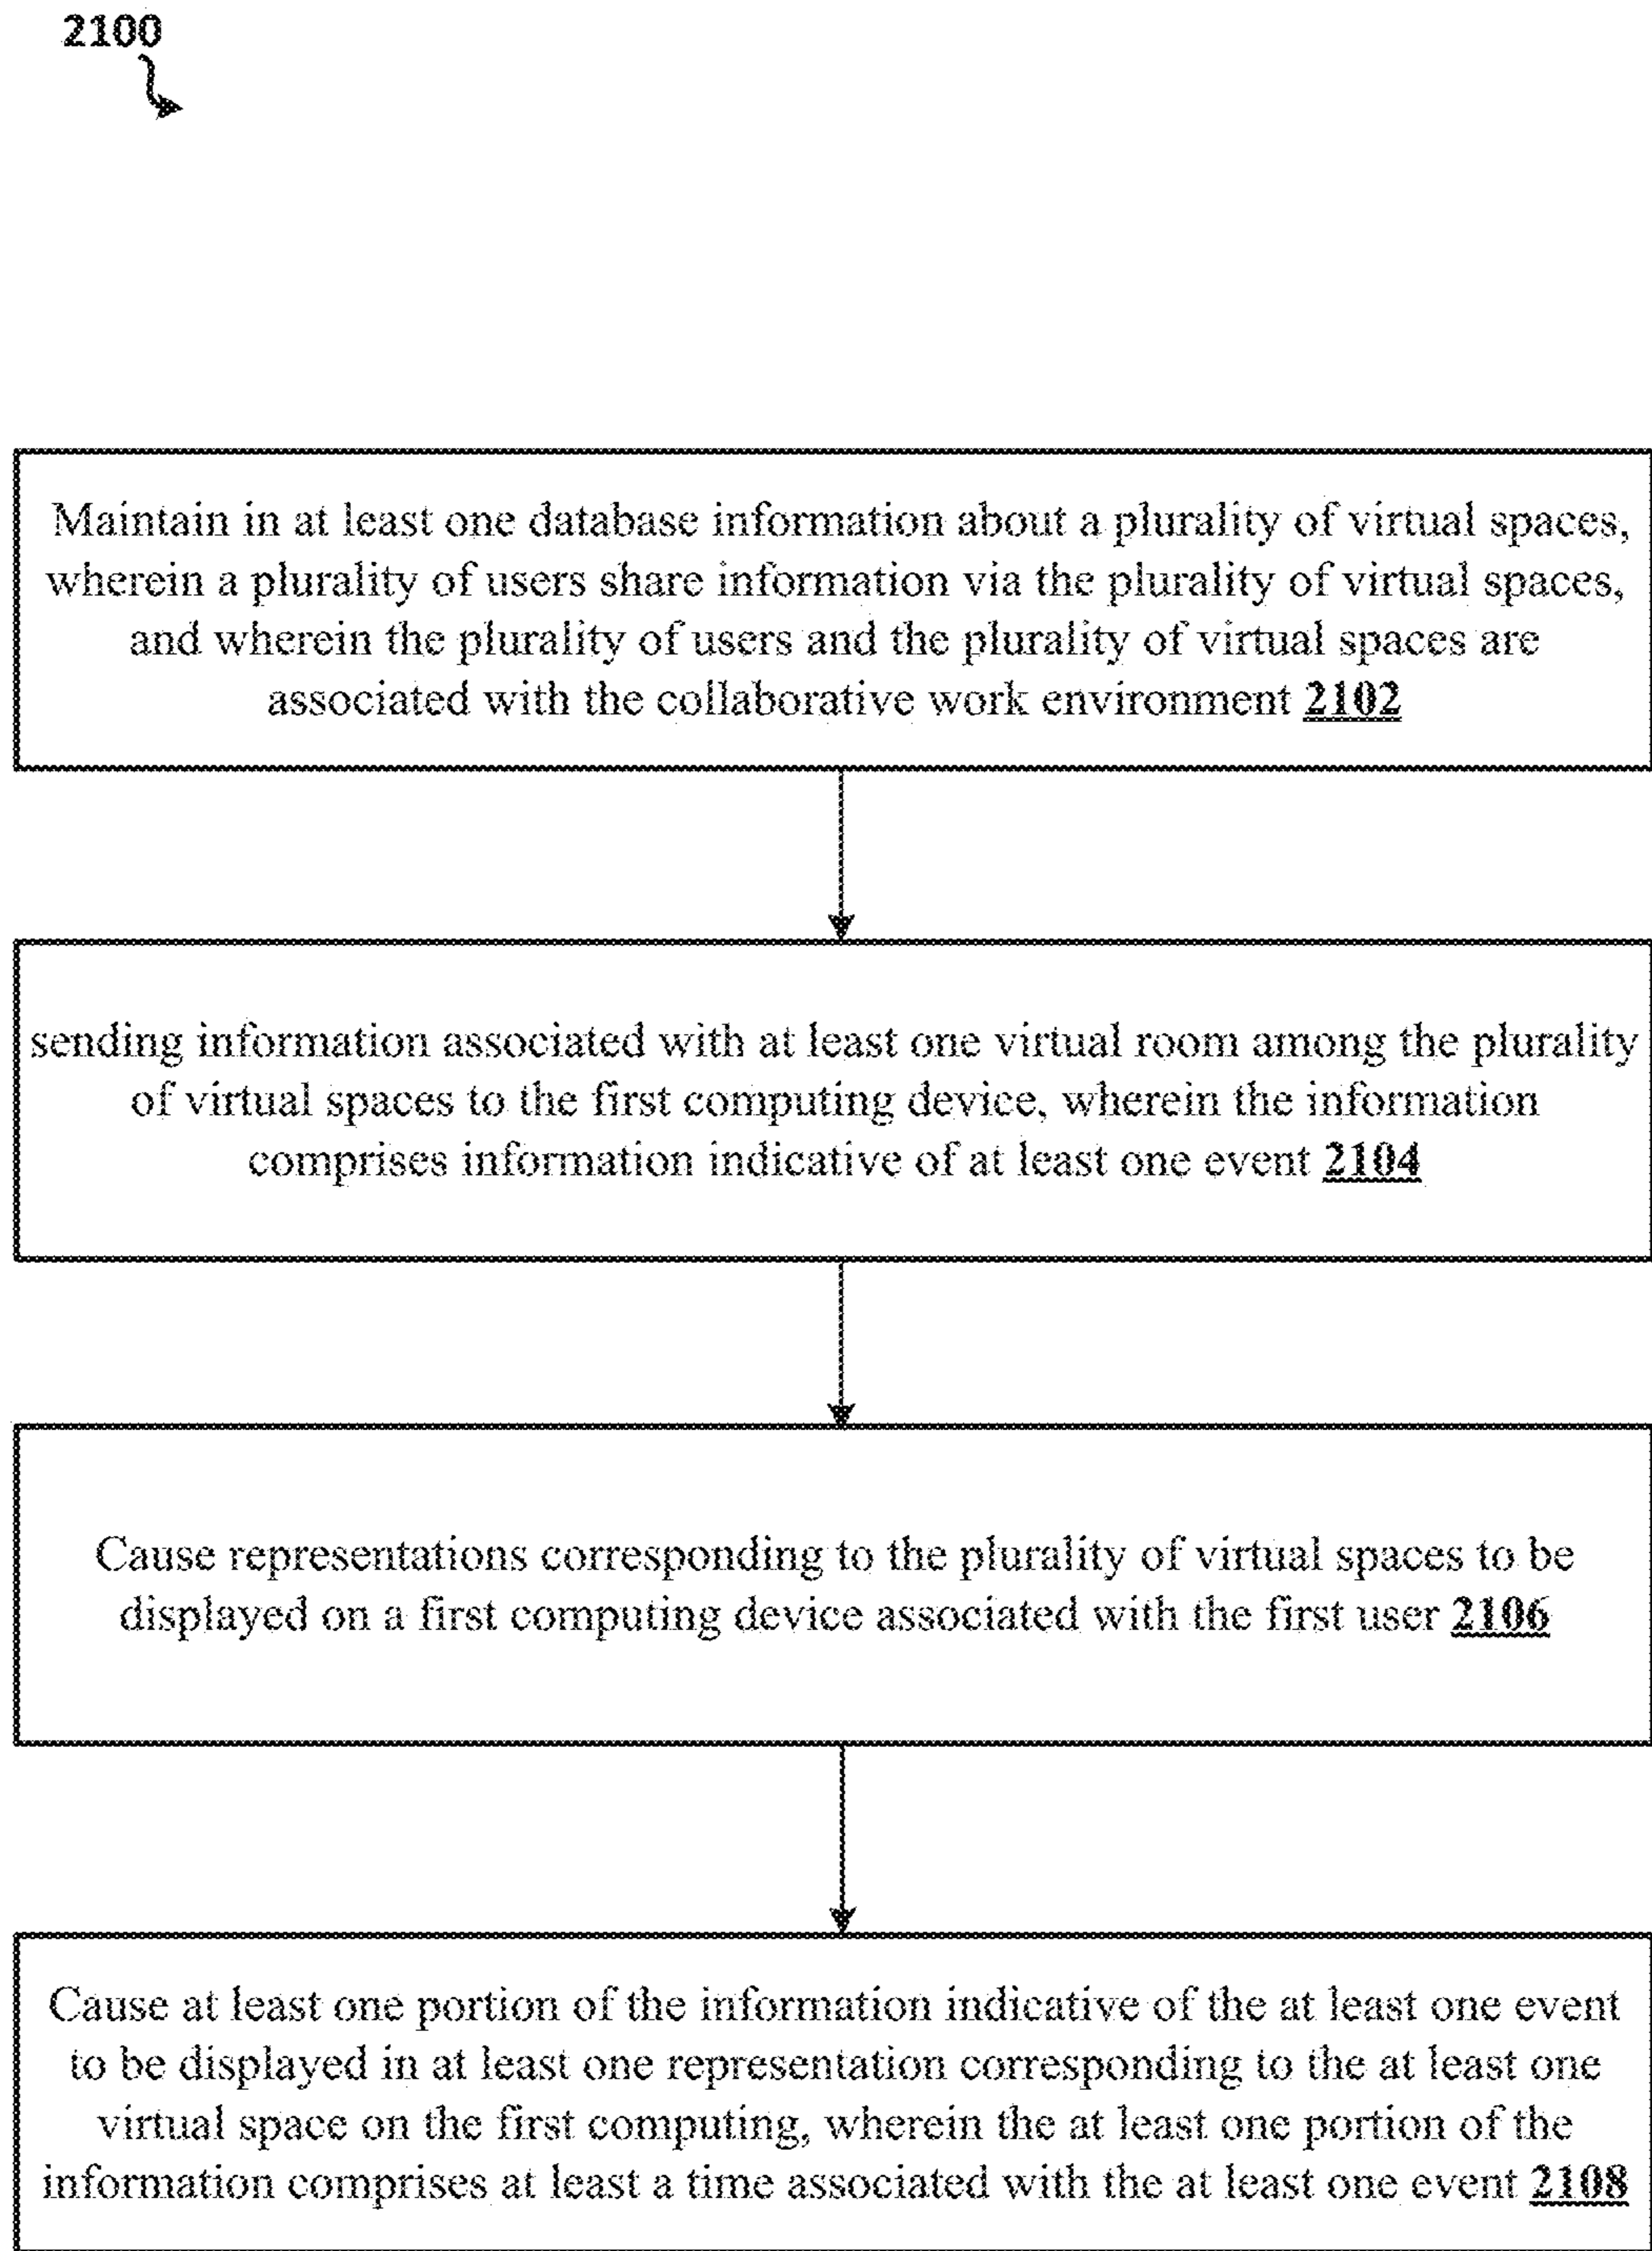 2100
Maintain in at least one database information about a plurality of virtual spaces,
wherein a plurality of users share information via the plurality of virtual spaces,
and wherein the plurality of users and the plurality of virtual spaces are
associated with the collaborative work environment 2102
sending information associated with at least one virtual room among the plurality
of virtual spaces to the first computing device, wherein the information
comprises information indicative of at least one event 2104
Cause representations corresponding to the plurality of virtual spaces to be
displayed on a first computing device associated with the first user 2106
Cause at least one portion of the information indicative of the at least one event
to be displayed in at least one representation corresponding to the at least one
virtual space on the first computing, wherein the at least one portion of the
information comprises at least a time associated with the at least one event 2108